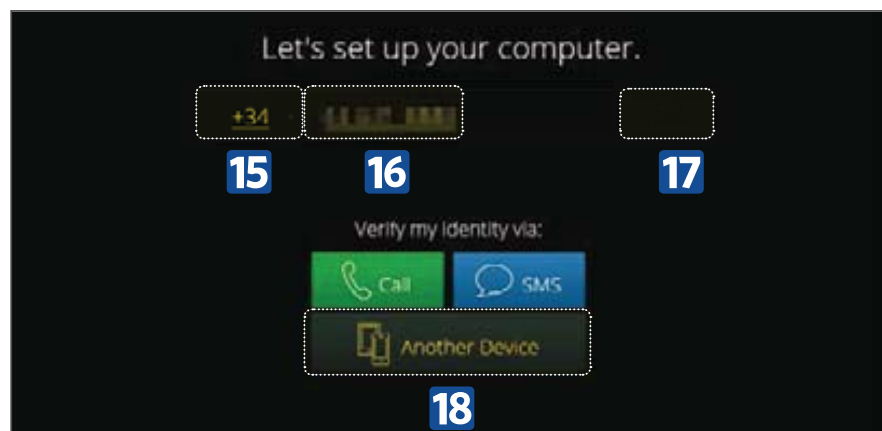 Let's set up your computer.
+34
15 16 17
Verify my identity via:
Call SMS
Another Device
18